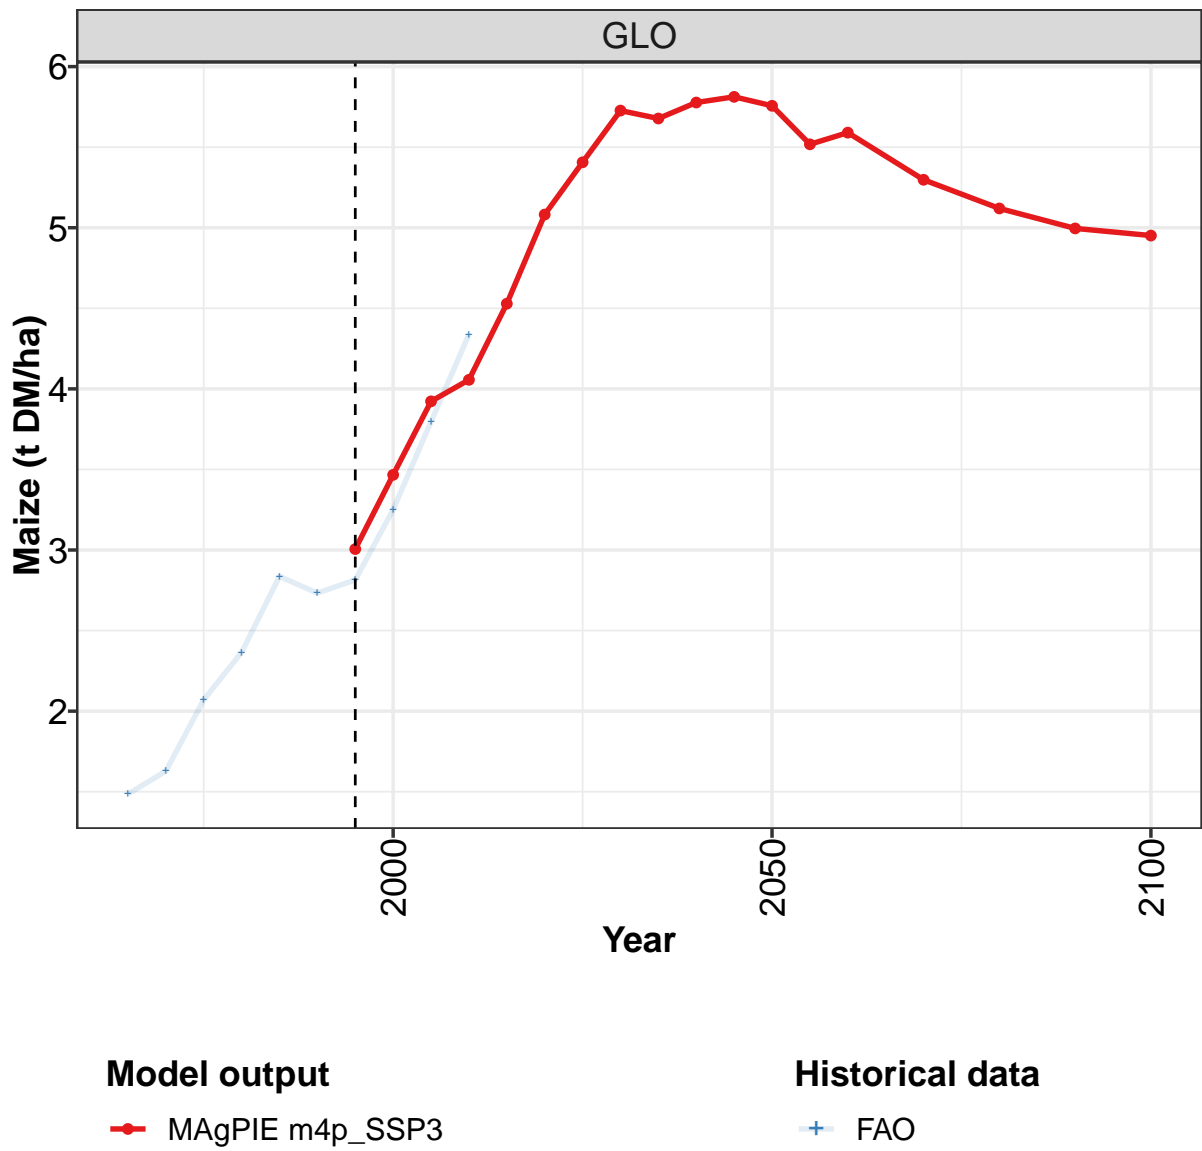 GLO
6
5
4
3
2
Maize (t DM/ha)
2000
2050
2100
Year
Model output
MAgPIE m4p_SSP3
Historical data
FAO